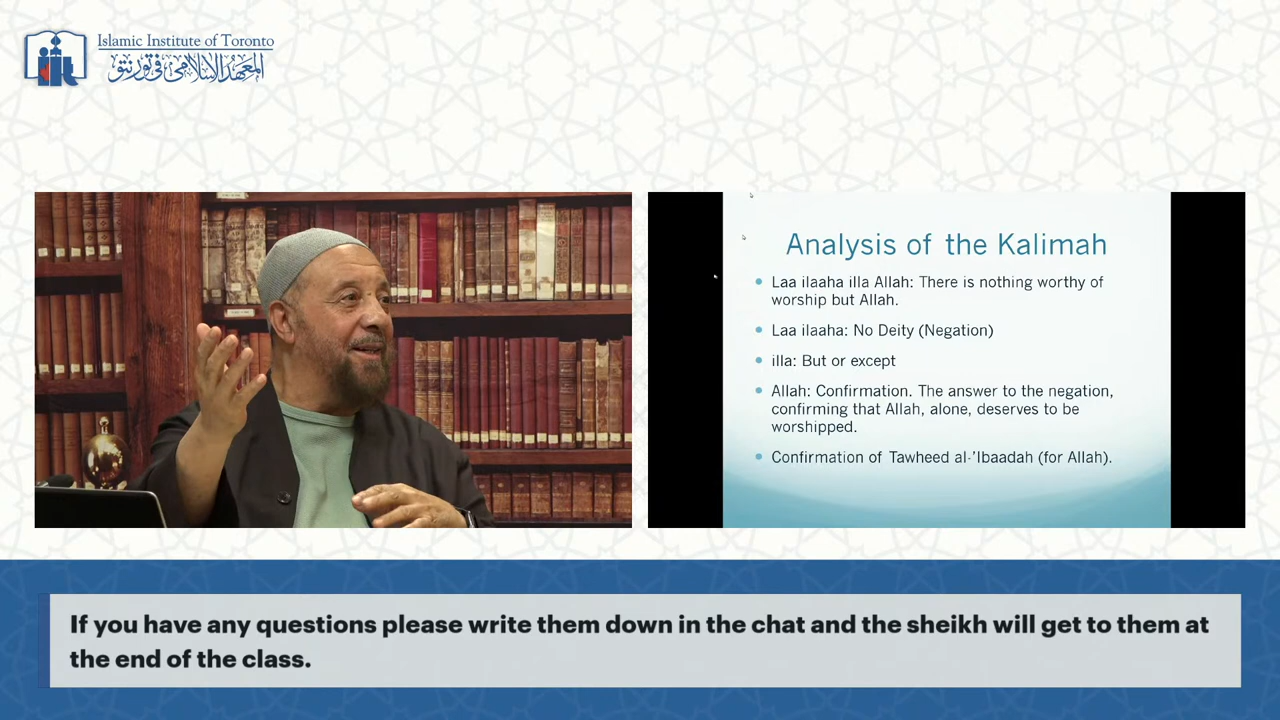 Islamic Institute of Toronto
المعهد الإسلامي في تورنتو
Analysis of the Kalimah
• Laa ilaaha illa Allah: There is nothing worthy of
worship but Allah.
• Laa ilaaha: No Deity (Negation)
• illa: But or except
• Allah: Confirmation. The answer to the negation,
confirming that Allah, alone, deserves to be
worshipped.
• Confirmation of Tawheed al-’Ibaadah (for Allah).
If you have any questions please write them down in the chat and the sheikh will get to them at
the end of the class.